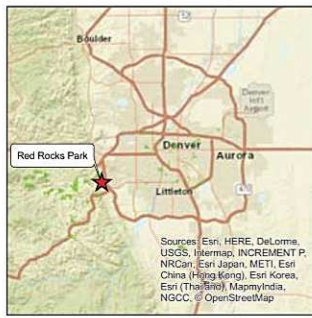 Boulder
Denver
Int'l
Airport
Red Rocks Park
Denver
Aurora
Littleton
Sources: Esri, HERE, DeLorme,
USGS, Intermap, INCREMENT P,
NRCan, Esri Japan, METI, Esri
China (Hong Kong), Esri Korea,
Esri (Thailand), MapmyIndia,
NGCC, © OpenStreetMap